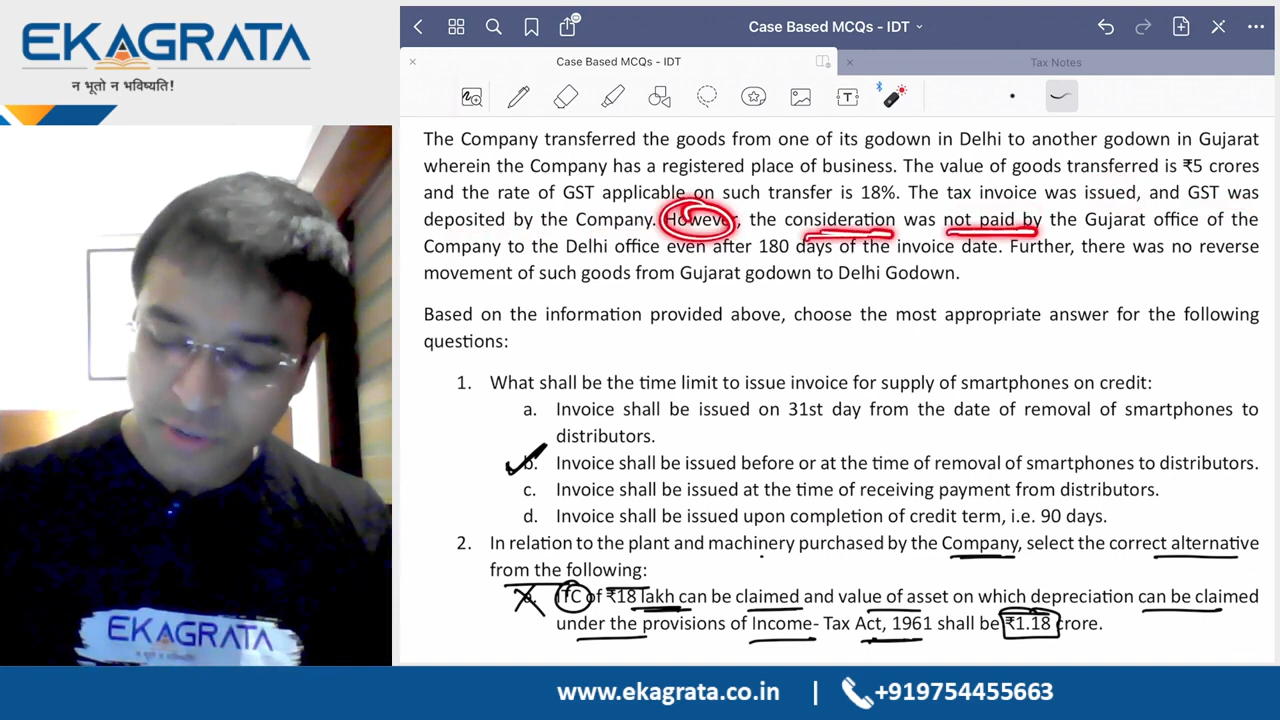 EKAGRATA
न भूतो न भविष्यति!
Case Based MCQs - IDT
Case Based MCQs - IDT
Tax Notes
The Company transferred the goods from one of its godown in Delhi to another godown in Gujarat
wherein the Company has a registered place of business. The value of goods transferred is ₹5 crores
and the rate of GST applicable on such transfer is 18%. The tax invoice was issued, and GST was
deposited by the Company. However, the consideration was not paid by the Gujarat office of the
Company to the Delhi office even after 180 days of the invoice date. Further, there was no reverse
movement of such goods from Gujarat godown to Delhi Godown.
Based on the information provided above, choose the most appropriate answer for the following
questions:
1. What shall be the time limit to issue invoice for supply of smartphones on credit:
a. Invoice shall be issued on 31st day from the date of removal of smartphones to
distributors.
b. Invoice shall be issued before or at the time of removal of smartphones to distributors.
c. Invoice shall be issued at the time of receiving payment from distributors.
d. Invoice shall be issued upon completion of credit term, i.e. 90 days.
2. In relation to the plant and machinery purchased by the Company, select the correct alternative
from the following:
a. ITC of ₹18 lakh can be claimed and value of asset on which depreciation can be claimed
under the provisions of Income- Tax Act, 1961 shall be ₹1.18 crore.
EKAGRATA
न भूतो न भविष्यति!
www.ekagrata.co.in | +919754455663